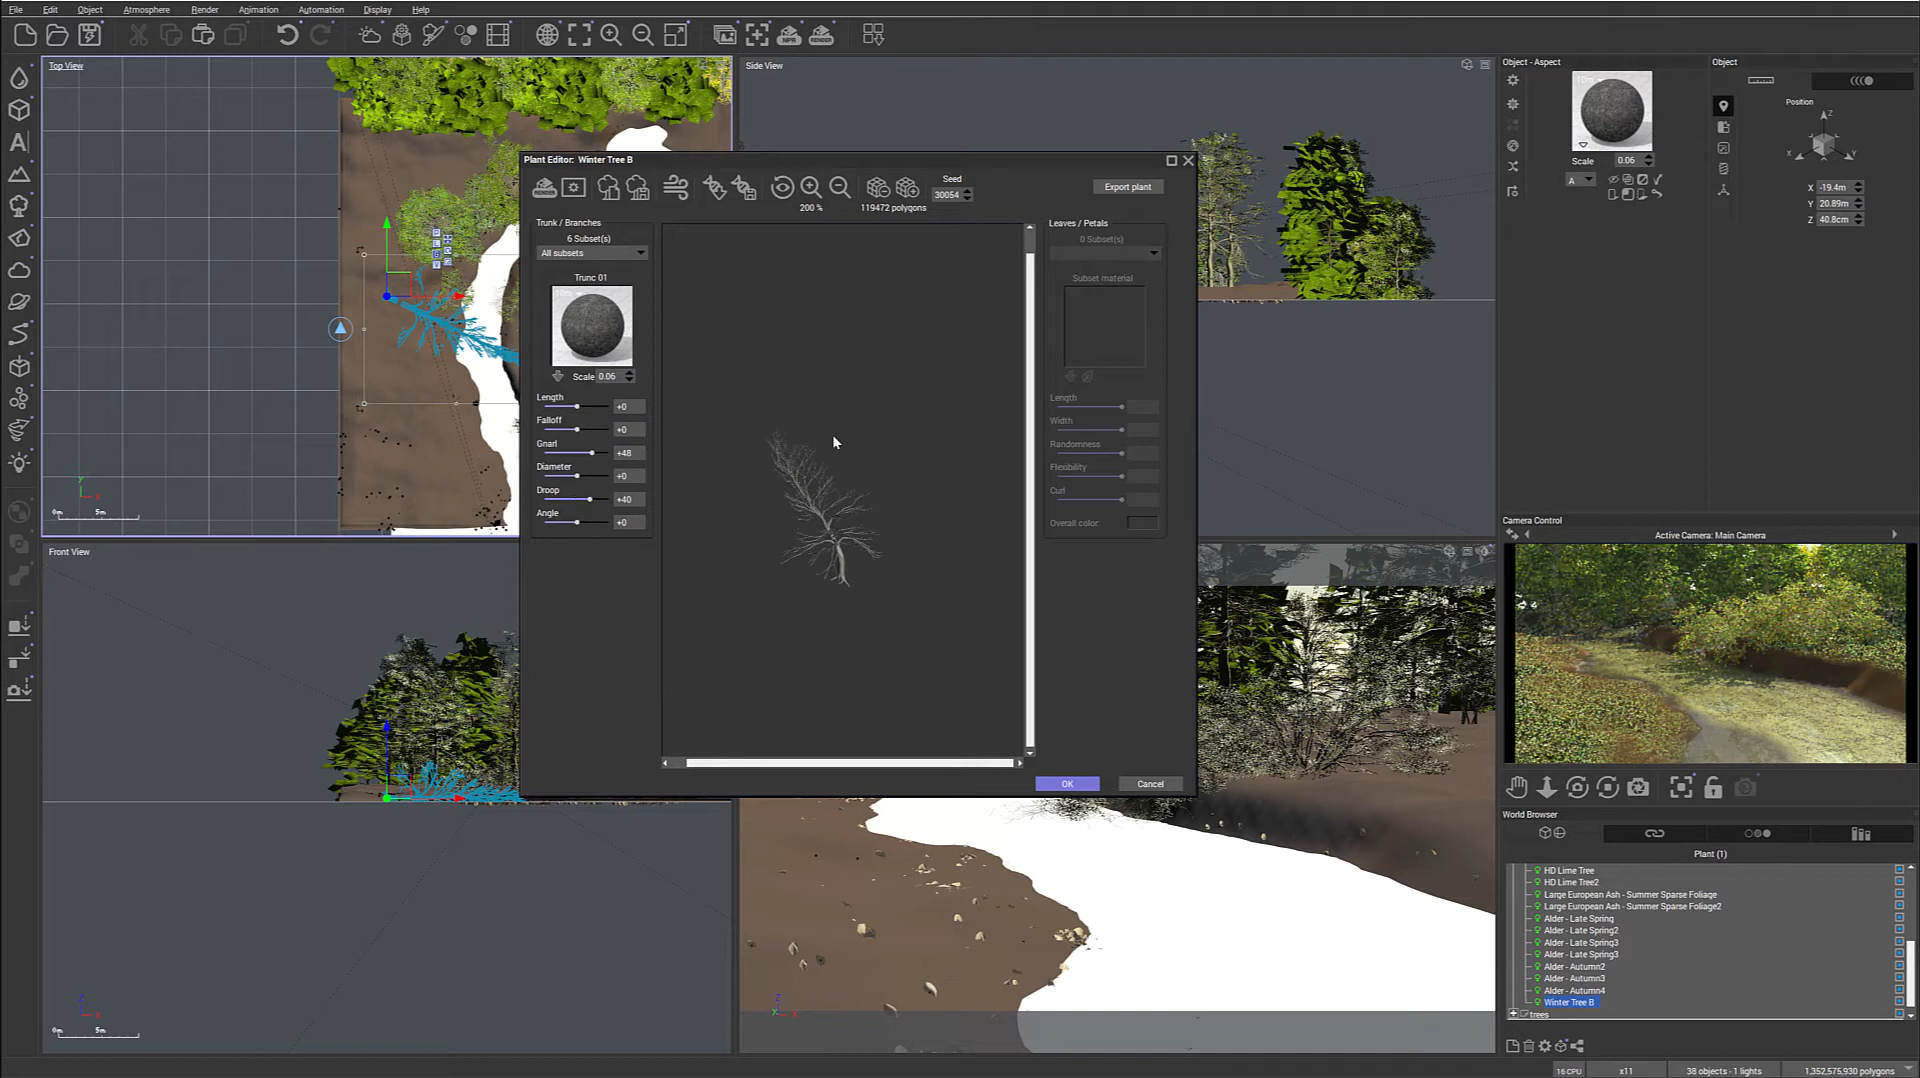 File Edit Object Atmosphere Render Animation Automation Display Help
Top View
Side View
Object - Aspect
Object
Position
Scale 0.06
A
X -19.4m
Y 20.89m
Z 40.8cm
Plant Editor: Winter Tree B
200 %
119472 polygons
Seed
30054
Export plant
Trunk / Branches
6 Subset(s)
All subsets
Trunc 01
Scale 0.06
Length +0
Falloff +0
Gnarl +48
Diameter +0
Droop +40
Angle +0
Leaves / Petals
0 Subset(s)
Subset material
Length
Width
Randomness
Flexibility
Curl
Overall color:
OK
Cancel
0m 5m
Front View
0m 5m
Camera Control
Active Camera: Main Camera
World Browser
Plant (1)
HD Lime Tree
HD Lime Tree2
Large European Ash - Summer Sparse Foliage
Large European Ash - Summer Sparse Foliage2
Alder - Late Spring
Alder - Late Spring2
Alder - Late Spring3
Alder - Late Spring3
Alder - Autumn2
Alder - Autumn3
Alder - Autumn4
Winter Tree B
trees
16 CPU x11 38 objects - 1 lights 1,352,575,930 polygons